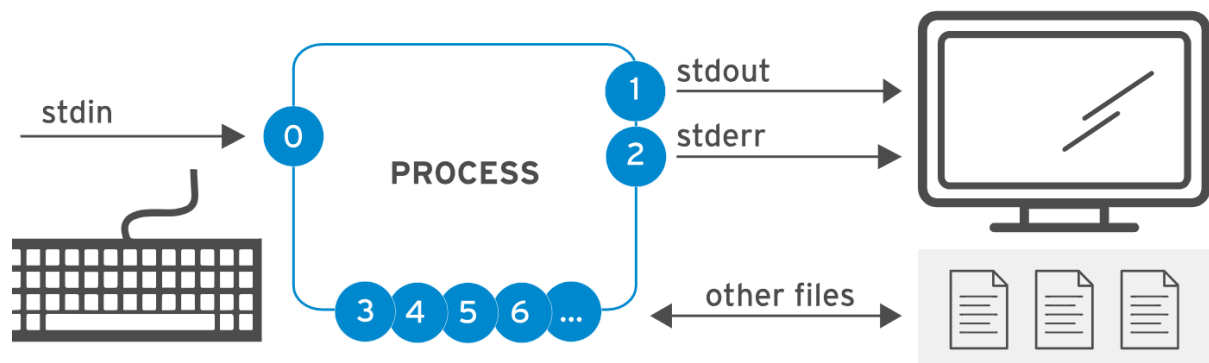 stdin
0
PROCESS
1
stdout
2
stderr
3 4 5 6 ...
other files